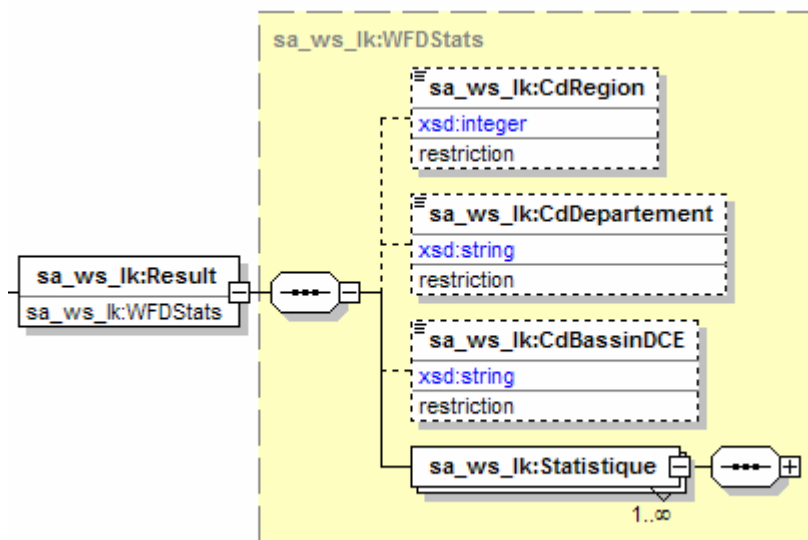 sa_ws_lk:WFDStats
sa_ws_lk:CdRegion
xsd:integer
restriction
sa_ws_lk:CdDepartement
xsd:string
restriction
sa_ws_lk:Result
sa_ws_lk:WFDStats
sa_ws_lk:CdBassinDCE
xsd:string
restriction
sa_ws_lk:Statistique
1..∞